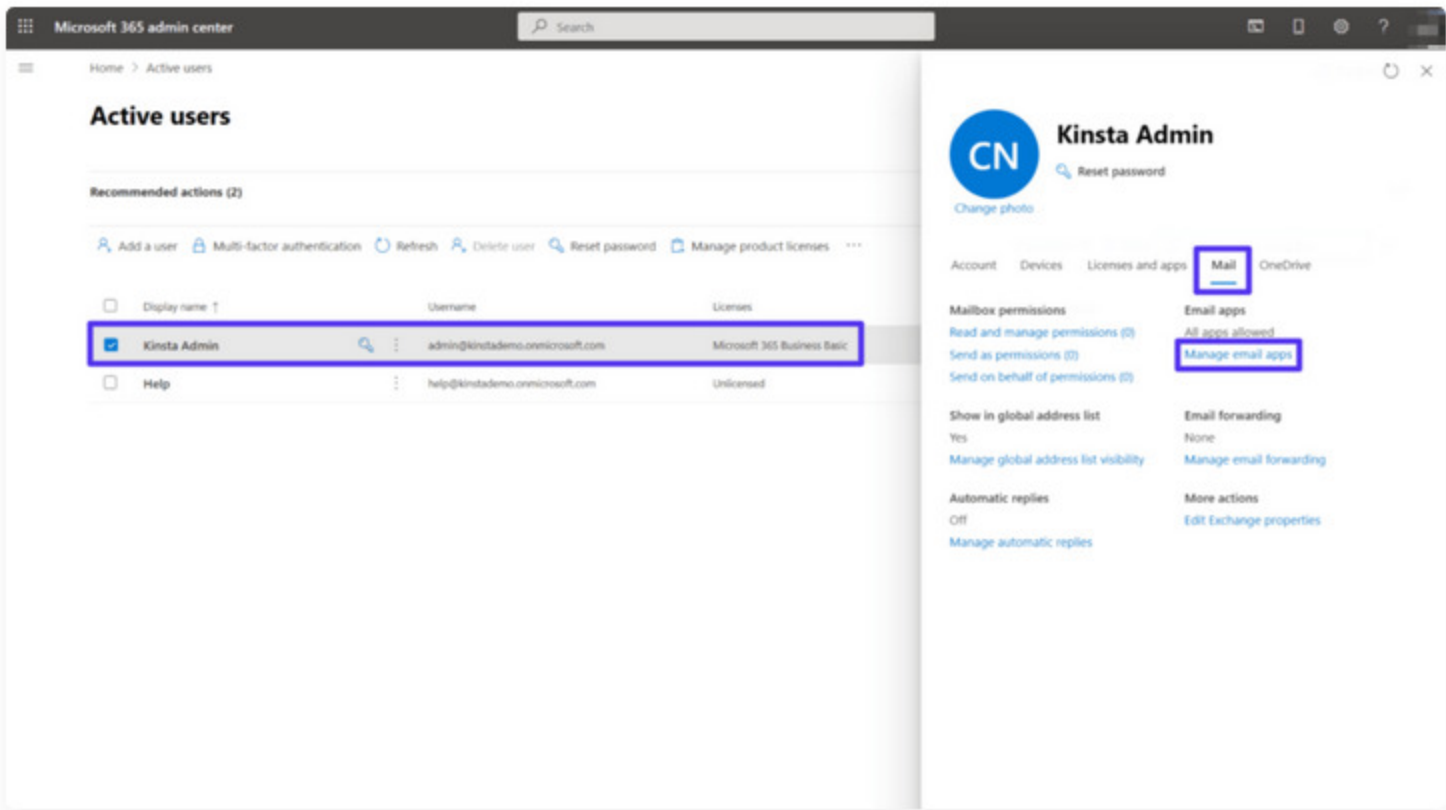 Microsoft 365 admin center
Search
?
Home > Active users
Active users
Recommended actions (2)
Add a user Multi-factor authentication Refresh Delete user Reset password Manage product licenses ...
Display name ↑ Username Licenses
Kinsta Admin admin@kinstademo.onmicrosoft.com Microsoft 365 Business Basic
Help help@kinstademo.onmicrosoft.com Unlicensed
CN
Kinsta Admin
Reset password
Change photo
Account Devices Licenses and apps Mail OneDrive
Mailbox permissions
Read and manage permissions (0)
Send as permissions (0)
Send on behalf of permissions (0)
Email apps
All apps allowed
Manage email apps
Show in global address list
Yes
Manage global address list visibility
Email forwarding
None
Manage email forwarding
Automatic replies
Off
Manage automatic replies
More actions
Edit Exchange properties